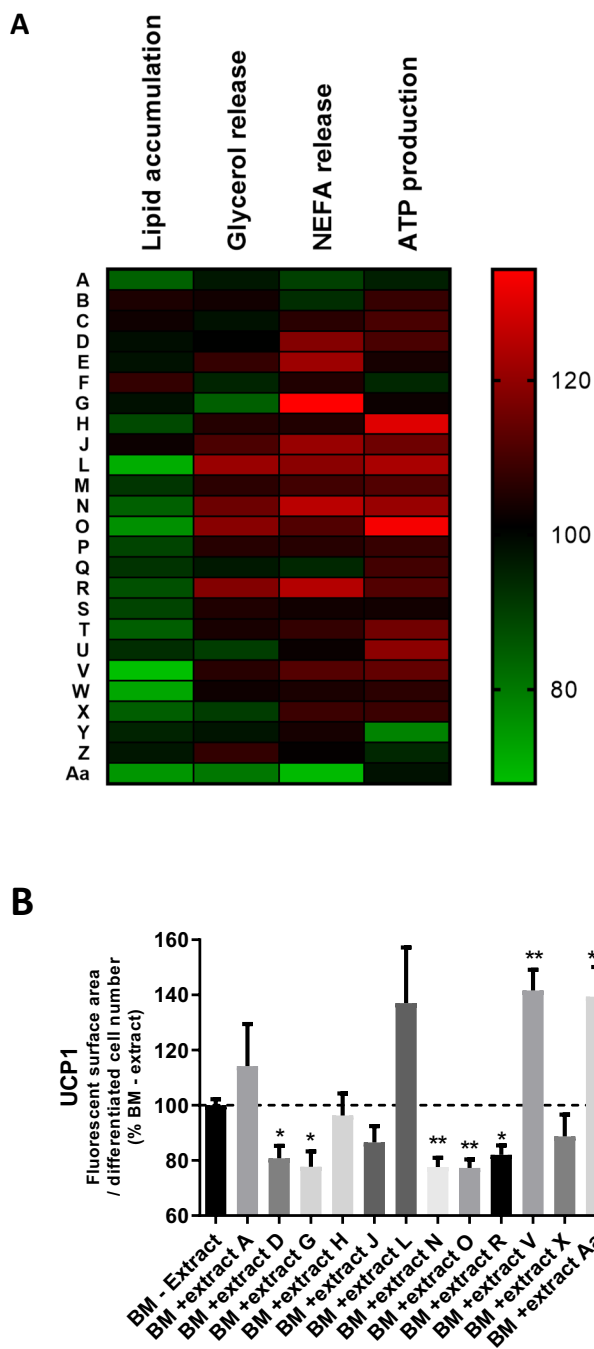 A
Lipid accumulation
Glycerol release
NEFA release
ATP production
A
B
C
D
E
F
G
H
J
L
M
N
O
P
Q
R
S
T
U
V
W
X
Y
Z
Aa
120
100
80
B
UCP1
Fluorescent surface area
/ differentiated cell number
(% BM - extract)
160
140
120
100
80
60
*
*
**
**
*
**
*
BM - Extract
BM +extract A
BM +extract D
BM +extract G
BM +extract H
BM +extract J
BM +extract L
BM +extract N
BM +extract O
BM +extract R
BM +extract V
BM +extract X
BM +extract Aa